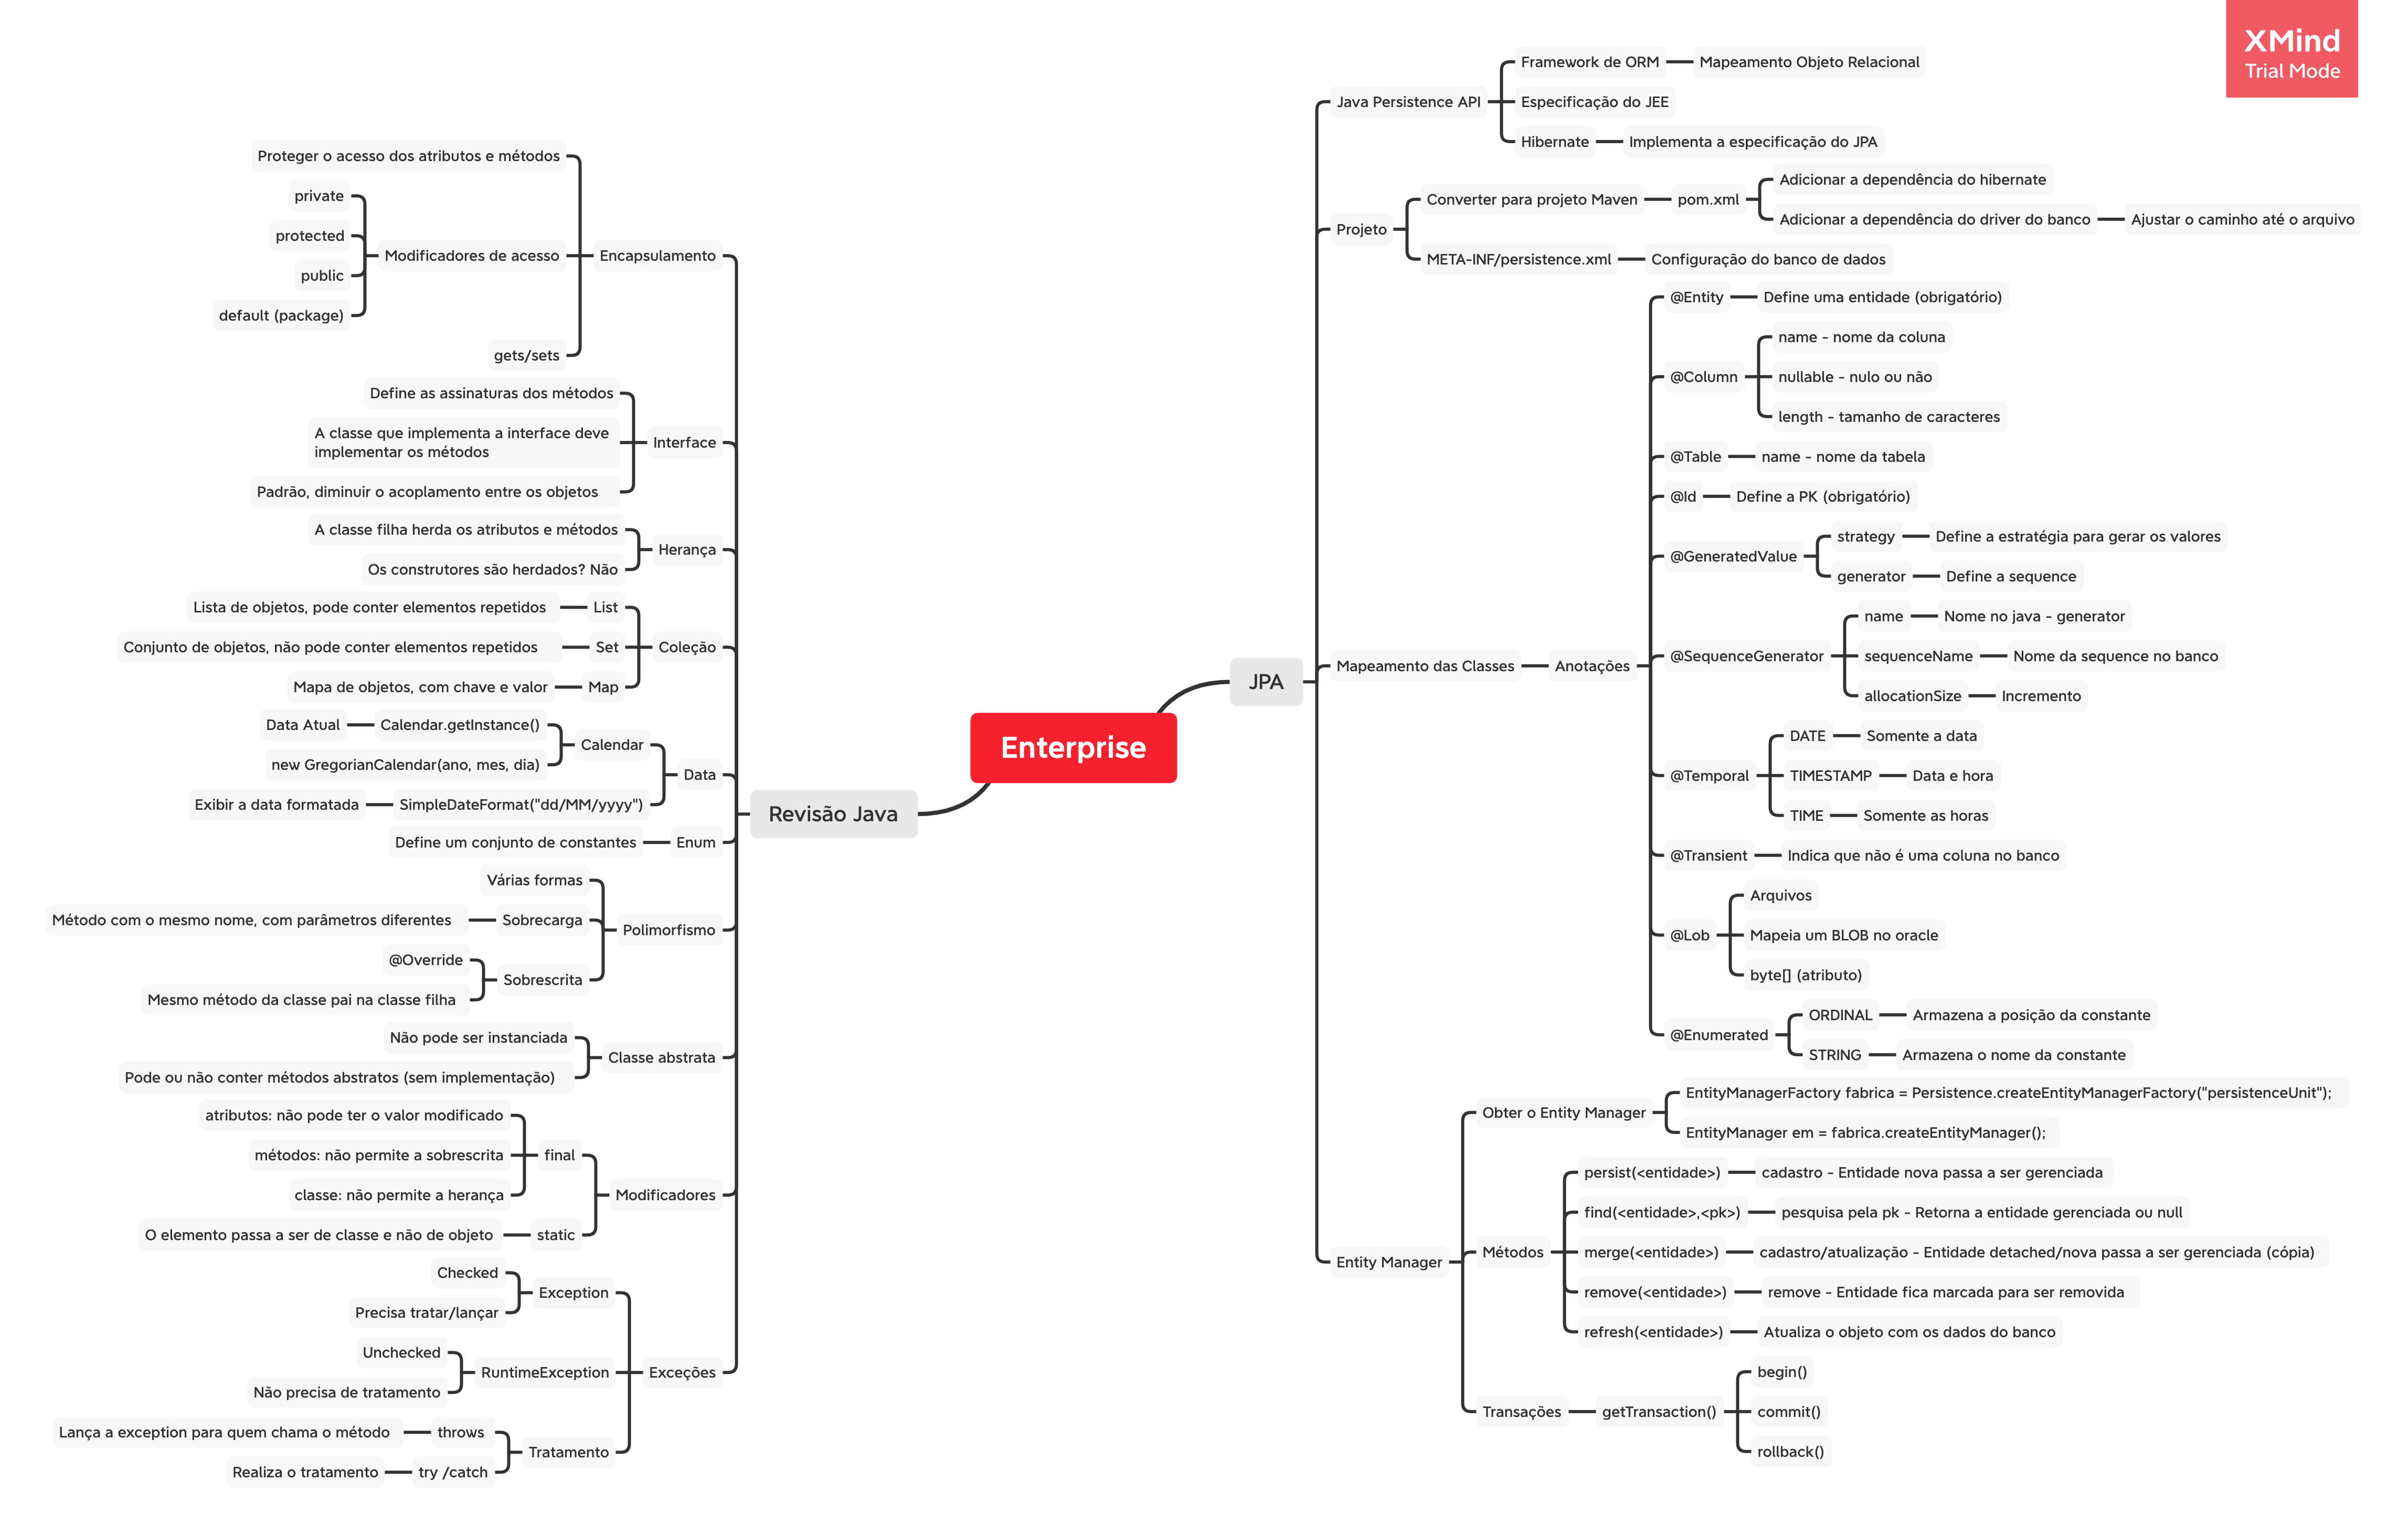 XMind
Trial Mode
Enterprise
JPA
Java Persistence API
Framework de ORM
Mapeamento Objeto Relacional
Especificação do JEE
Hibernate
Implementa a especificação do JPA
Projeto
Converter para projeto Maven
pom.xml
Adicionar a dependência do hibernate
Adicionar a dependência do driver do banco
Ajustar o caminho até o arquivo
META-INF/persistence.xml
Configuração do banco de dados
Mapeamento das Classes
Anotações
@Entity
Define uma entidade (obrigatório)
@Column
name - nome da coluna
nullable - nulo ou não
length - tamanho de caracteres
@Table
name - nome da tabela
@Id
Define a PK (obrigatório)
@GeneratedValue
strategy
Define a estratégia para gerar os valores
generator
Define a sequence
@SequenceGenerator
name
Nome no java - generator
sequenceName
Nome da sequence no banco
allocationSize
Incremento
@Temporal
DATE
Somente a data
TIMESTAMP
Data e hora
TIME
Somente as horas
@Transient
Indica que não é uma coluna no banco
@Lob
Arquivos
Mapeia um BLOB no oracle
byte[] (atributo)
@Enumerated
ORDINAL
Armazena a posição da constante
STRING
Armazena o nome da constante
Entity Manager
Obter o Entity Manager
EntityManagerFactory fabrica = Persistence.createEntityManagerFactory("persistenceUnit");
EntityManager em = fabrica.createEntityManager();
Métodos
persist(<entidade>)
cadastro - Entidade nova passa a ser gerenciada
find(<entidade>,<pk>)
pesquisa pela pk - Retorna a entidade gerenciada ou null
merge(<entidade>)
cadastro/atualização - Entidade detached/nova passa a ser gerenciada (cópia)
remove(<entidade>)
remove - Entidade fica marcada para ser removida
refresh(<entidade>)
Atualiza o objeto com os dados do banco
Transações
getTransaction()
begin()
commit()
rollback()
Revisão Java
Encapsulamento
Proteger o acesso dos atributos e métodos
Modificadores de acesso
private
protected
public
default (package)
gets/sets
Interface
Define as assinaturas dos métodos
A classe que implementa a interface deve
implementar os métodos
Padrão, diminuir o acoplamento entre os objetos
Herança
A classe filha herda os atributos e métodos
Os construtores são herdados? Não
Coleção
List
Lista de objetos, pode conter elementos repetidos
Set
Conjunto de objetos, não pode conter elementos repetidos
Map
Mapa de objetos, com chave e valor
Data
Calendar
Calendar.getInstance()
Data Atual
new GregorianCalendar(ano, mes, dia)
SimpleDateFormat("dd/MM/yyyy")
Exibir a data formatada
Enum
Define um conjunto de constantes
Polimorfismo
Várias formas
Sobrecarga
Método com o mesmo nome, com parâmetros diferentes
Sobrescrita
@Override
Mesmo método da classe pai na classe filha
Classe abstrata
Não pode ser instanciada
Pode ou não conter métodos abstratos (sem implementação)
Modificadores
final
atributos: não pode ter o valor modificado
métodos: não permite a sobrescrita
classe: não permite a herança
static
O elemento passa a ser de classe e não de objeto
Exceções
Exception
Checked
Precisa tratar/lançar
RuntimeException
Unchecked
Não precisa de tratamento
Tratamento
throws
Lança a exception para quem chama o método
try /catch
Realiza o tratamento